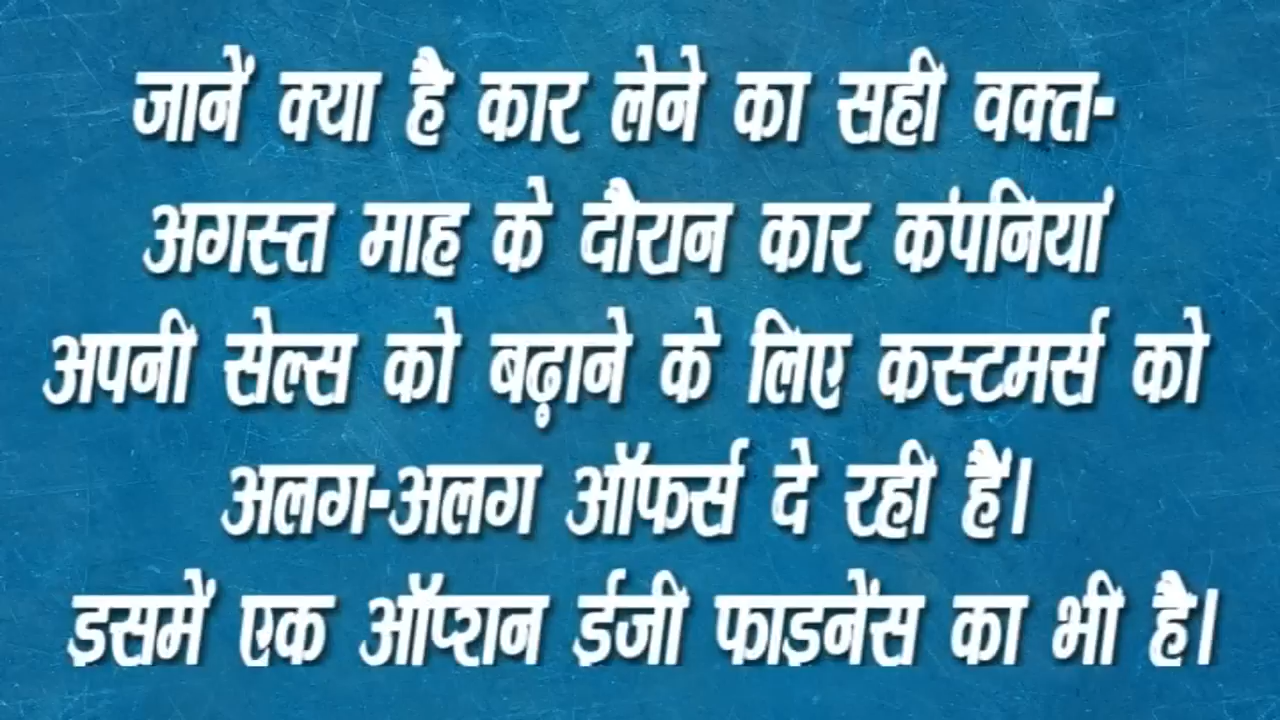 जानें क्या है कार लेने का सही वक्त-
अगस्त माह के दौरान कार कंपनियां
अपनी सेल्स को बढ़ाने के लिए कस्टमर्स को
अलग-अलग ऑफर्स दे रही हैं।
इसमें एक ऑप्शन ईजी फाइनेंस का भी है।